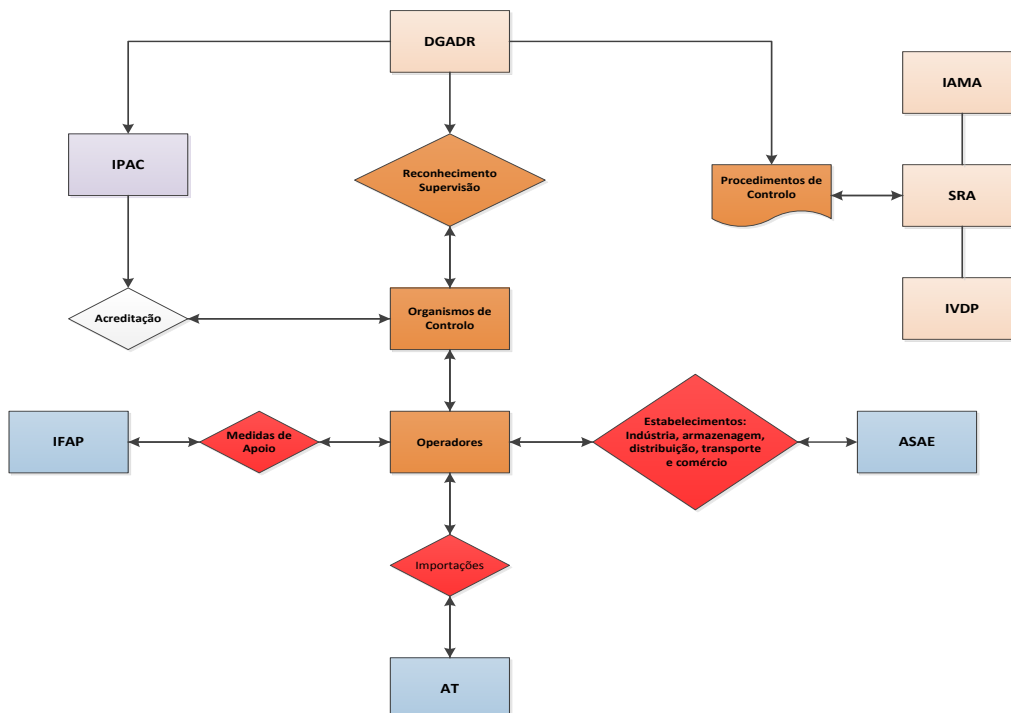 DGADR
IAMA
IPAC
Reconhecimento
Supervisão
Procedimentos de
Controlo
SRA
Acreditação
Organismos de
Controlo
IVDP
IFAP
Medidas de
Apoio
Operadores
Estabelecimentos:
Indústria, armazenagem,
distribuição, transporte
e comércio
ASAE
Importações
AT